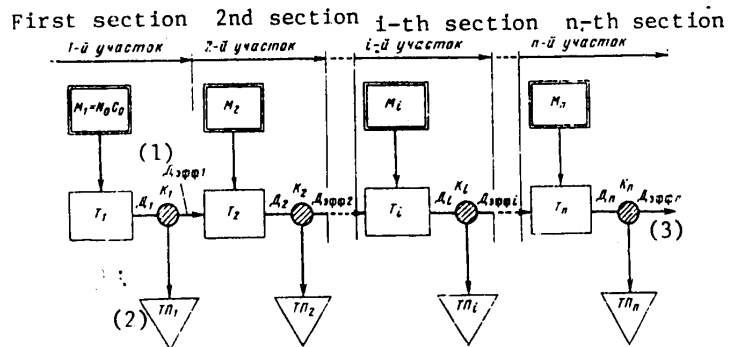 First section 2nd section i-th section n-th section
1-й участок 2-й участок i-й участок n-й участок
M₁=N₀C₀ M₂ Mᵢ Mₙ
(1)
Дэфф1
T₁ Д₁ K₁ T₂ Д₂ K₂ Дэфф2 Tᵢ Дᵢ Kᵢ Дэффi Tₙ Дₙ Kₙ Дэффn
(3)
(2) ТП₁ ТП₂ ТПᵢ ТПₙ